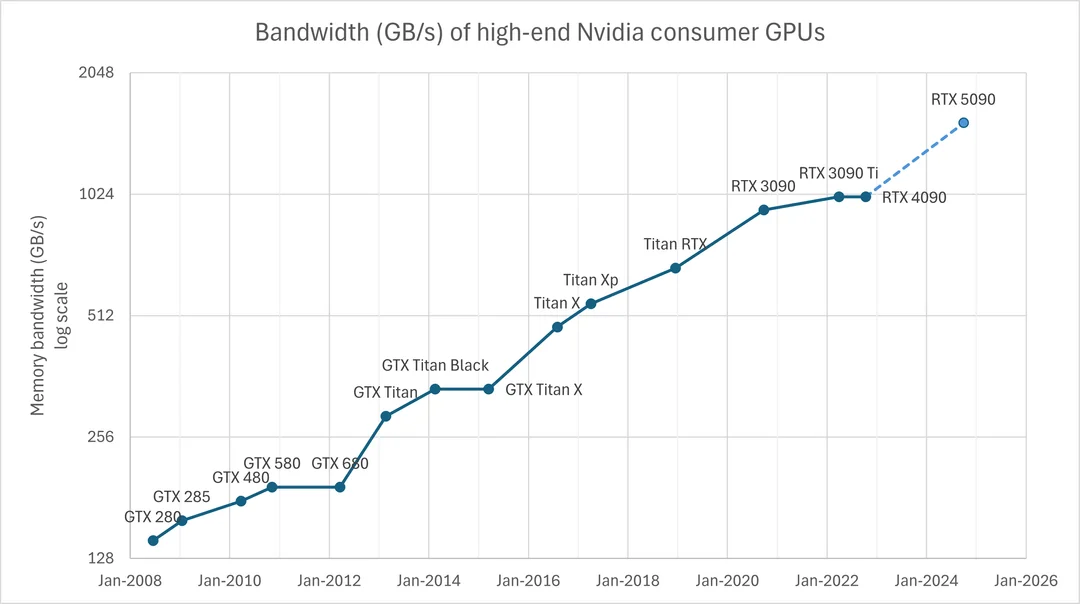 Bandwidth (GB/s) of high-end Nvidia consumer GPUs
2048
RTX 5090
1024
RTX 3090 Ti
RTX 3090
RTX 4090
Titan RTX
Titan Xp
Titan X
512
GTX Titan Black
GTX Titan
GTX Titan X
256
GTX 580
GTX 680
GTX 480
GTX 285
GTX 280
128
Memory bandwidth (GB/s)
log scale
Jan-2008 Jan-2010 Jan-2012 Jan-2014 Jan-2016 Jan-2018 Jan-2020 Jan-2022 Jan-2024 Jan-2026